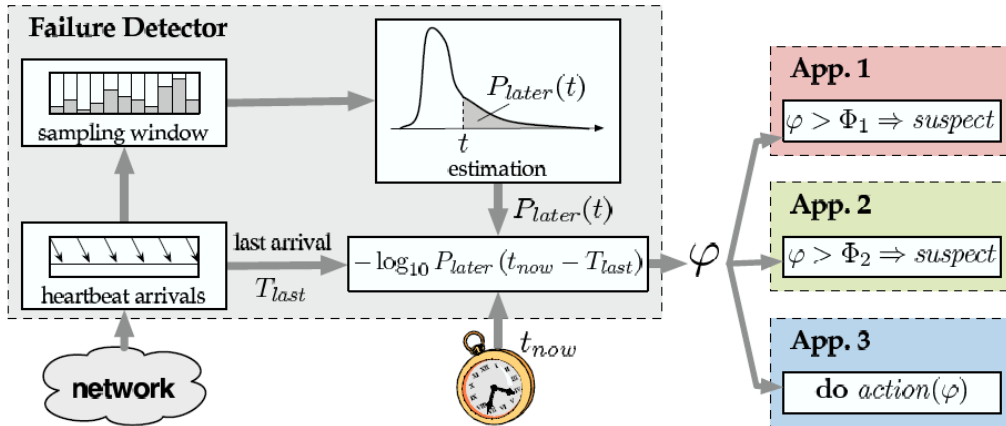 Failure Detector
sampling window
P_later(t)
t
estimation
P_later(t)
last arrival
T_last
heartbeat arrivals
−log₁₀ P_later (t_now − T_last)
φ
t_now
network
App. 1
φ > Φ₁ ⇒ suspect
App. 2
φ > Φ₂ ⇒ suspect
App. 3
do action(φ)